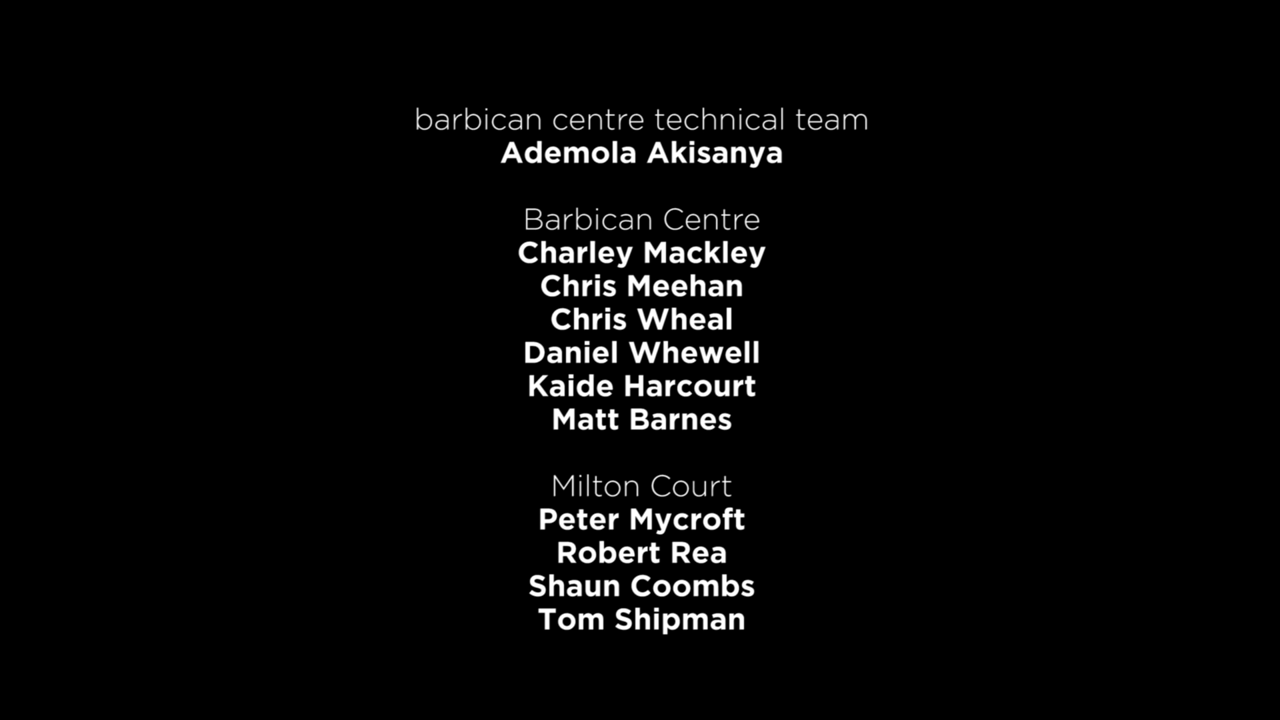 barbican centre technical team
Ademola Akisanya
Barbican Centre
Charley Mackley
Chris Meehan
Chris Wheal
Daniel Whewell
Kaide Harcourt
Matt Barnes
Milton Court
Peter Mycroft
Robert Rea
Shaun Coombs
Tom Shipman